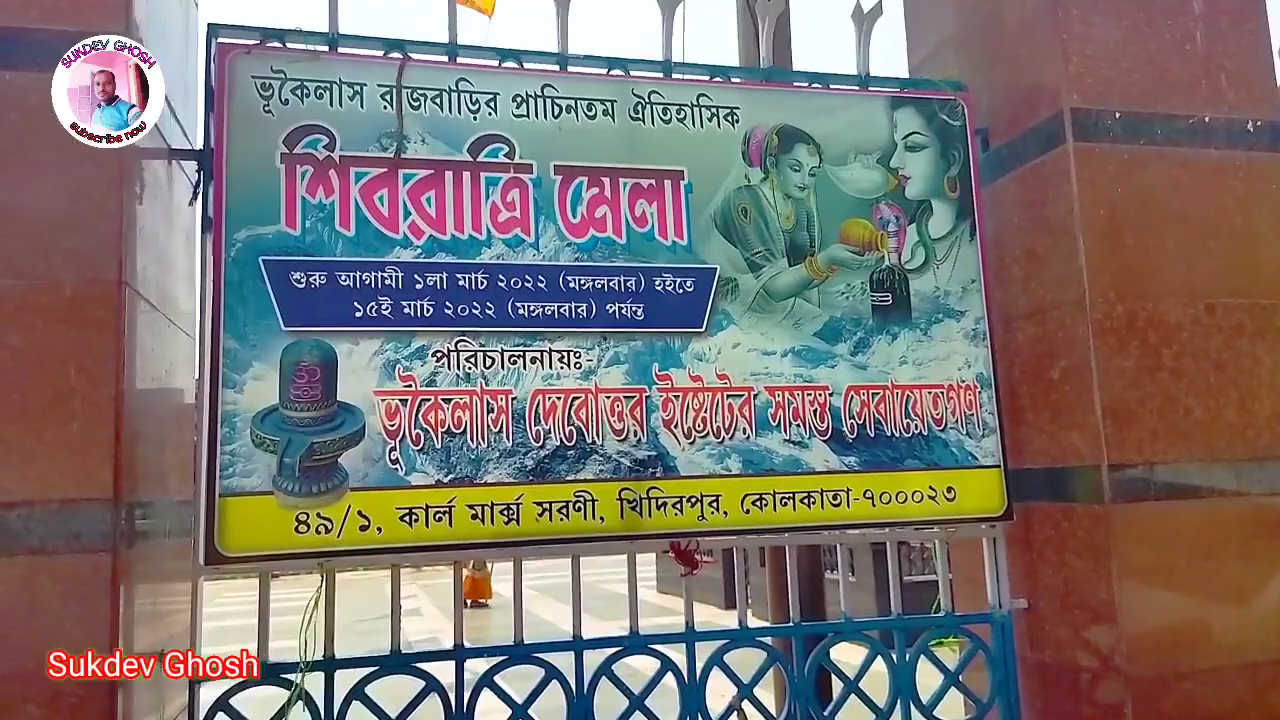 SUKDEV GHOSH
subscribe now
ভূকৈলাস রাজবাড়ির প্রাচিনতম ঐতিহাসিক
শিবরাত্রি মেলা
শুরু আগামী ১লা মার্চ ২০২২ (মঙ্গলবার) হইতে
১৫ই মার্চ ২০২২ (মঙ্গলবার) পর্যন্ত
পরিচালনায়ঃ-
ভূকৈলাস দেবোত্তর ইষ্টেটের সমস্ত সেবায়েতগণ
৪৯/১, কার্ল মার্ক্স সরণী, খিদিরপুর, কোলকাতা-৭০০০২৩
Sukdev Ghosh